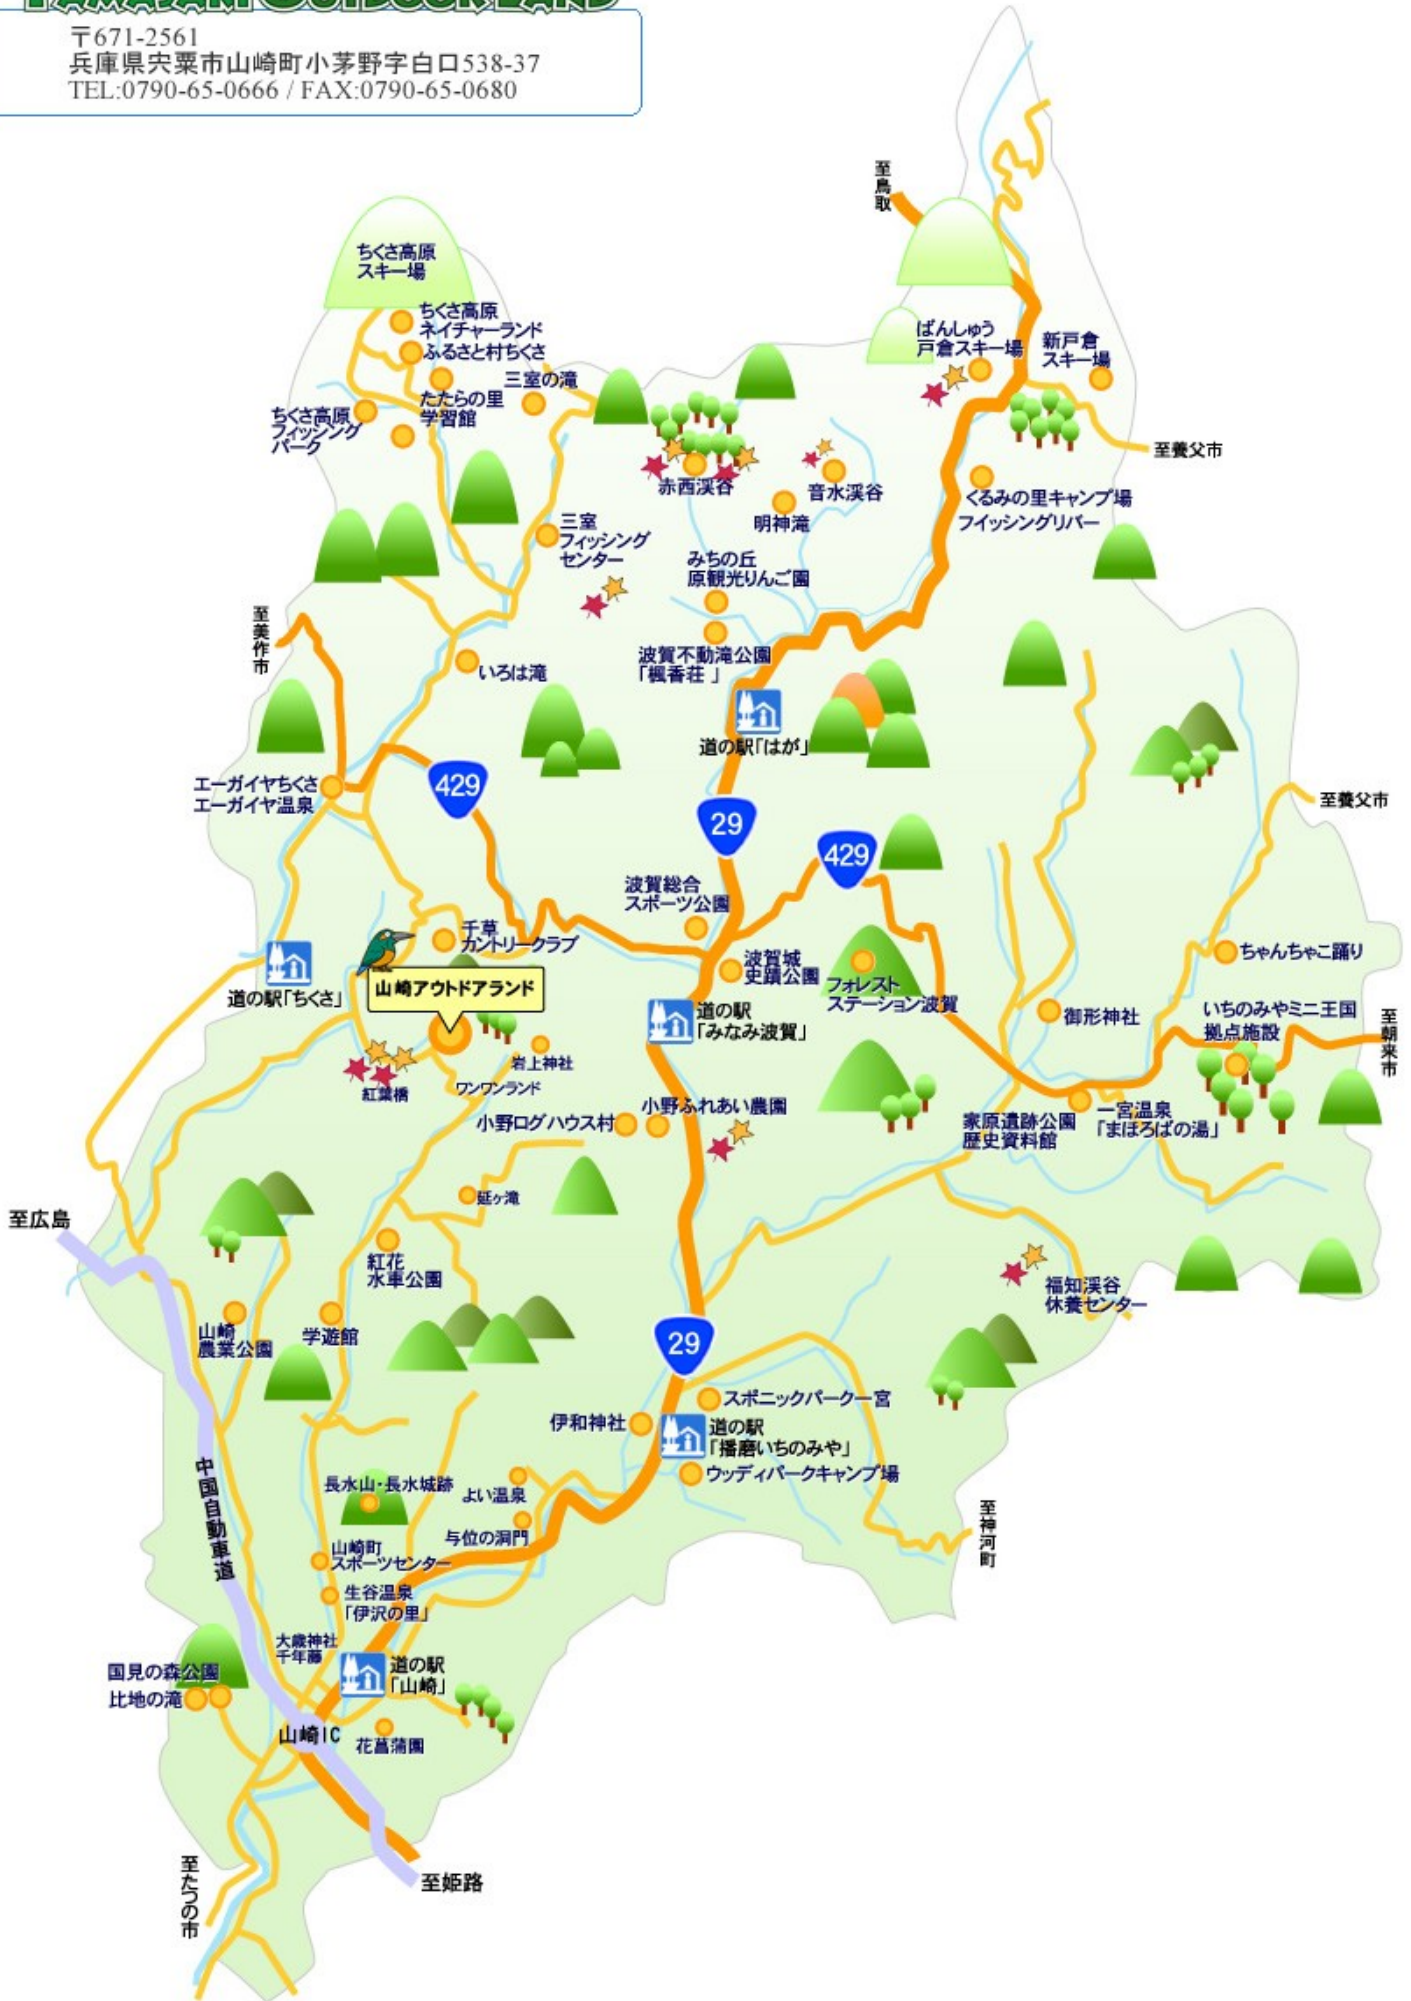 YAMASAKI OUTDOOR LAND
〒671-2561
兵庫県宍粟市山崎町小茅野字白口538-37
TEL:0790-65-0666 / FAX:0790-65-0680
至鳥取
ちくさ高原
スキー場
ちくさ高原
ネイチャーランド
ふるさと村ちくさ
たたらの里
学習館
三室の滝
ちくさ高原
フィッシング
パーク
ばんしゅう
戸倉スキー場
新戸倉
スキー場
至養父市
赤西渓谷
音水渓谷
明神滝
くるみの里キャンプ場
フイッシングリバー
三室
フィッシング
センター
みちの丘
原観光りんご園
至美作市
波賀不動滝公園
「楓香荘 」
いろは滝
道の駅「はが」
エーガイヤちくさ
エーガイヤ温泉
429
29
429
至養父市
波賀総合
スポーツ公園
千草
カントリークラブ
波賀城
史蹟公園
フォレスト
ステーション波賀
ちゃんちゃこ踊り
道の駅「ちくさ」
山崎アウトドアランド
道の駅
「みなみ波賀」
御形神社
いちのみやミニ王国
拠点施設
至朝来市
岩上神社
紅葉橋
ワンワンランド
小野ログハウス村
小野ふれあい農園
家原遺跡公園
歴史資料館
一宮温泉
「まほろばの湯」
延ヶ滝
至広島
紅花
水車公園
福知渓谷
休養センター
山崎
農業公園
学遊館
29
スポニックパーク一宮
伊和神社
道の駅
「播磨いちのみや」
ウッディパークキャンプ場
中国自動車道
長水山・長水城跡
よい温泉
与位の洞門
至神河町
山崎町
スポーツセンター
生谷温泉
「伊沢の里」
大歳神社
千年藤
道の駅
「山崎」
国見の森公園
比地の滝
山崎IC
花菖蒲園
至たつの市
至姫路